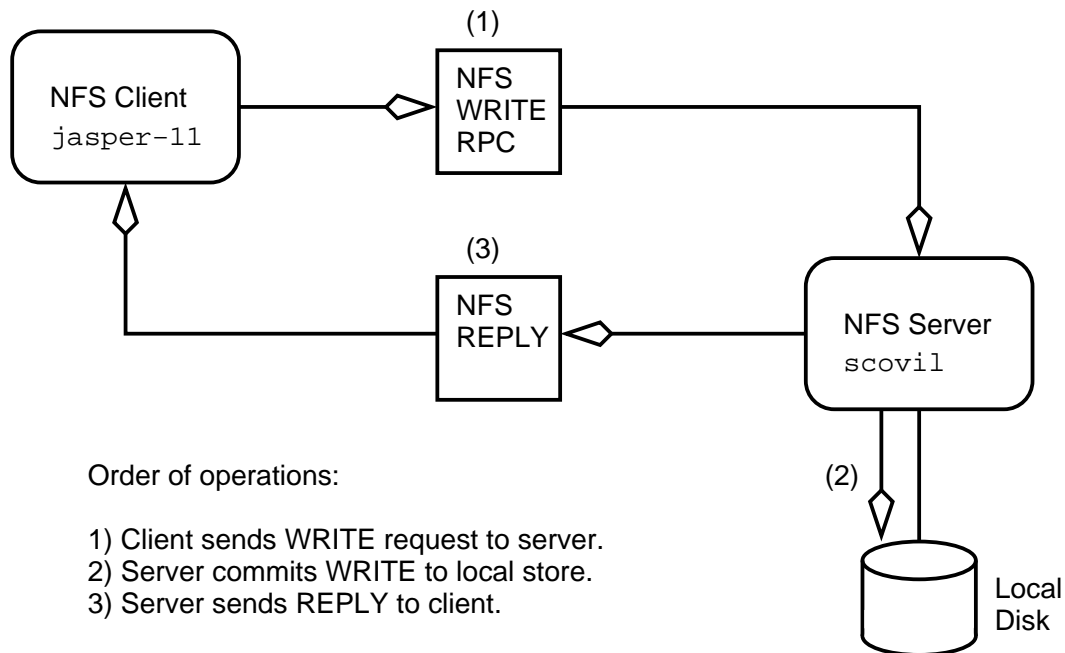 (1)
NFS Client
jasper-11
NFS
WRITE
RPC
(3)
NFS
REPLY
NFS Server
scovil
(2)
Order of operations:
1) Client sends WRITE request to server.
2) Server commits WRITE to local store.
3) Server sends REPLY to client.
Local
Disk